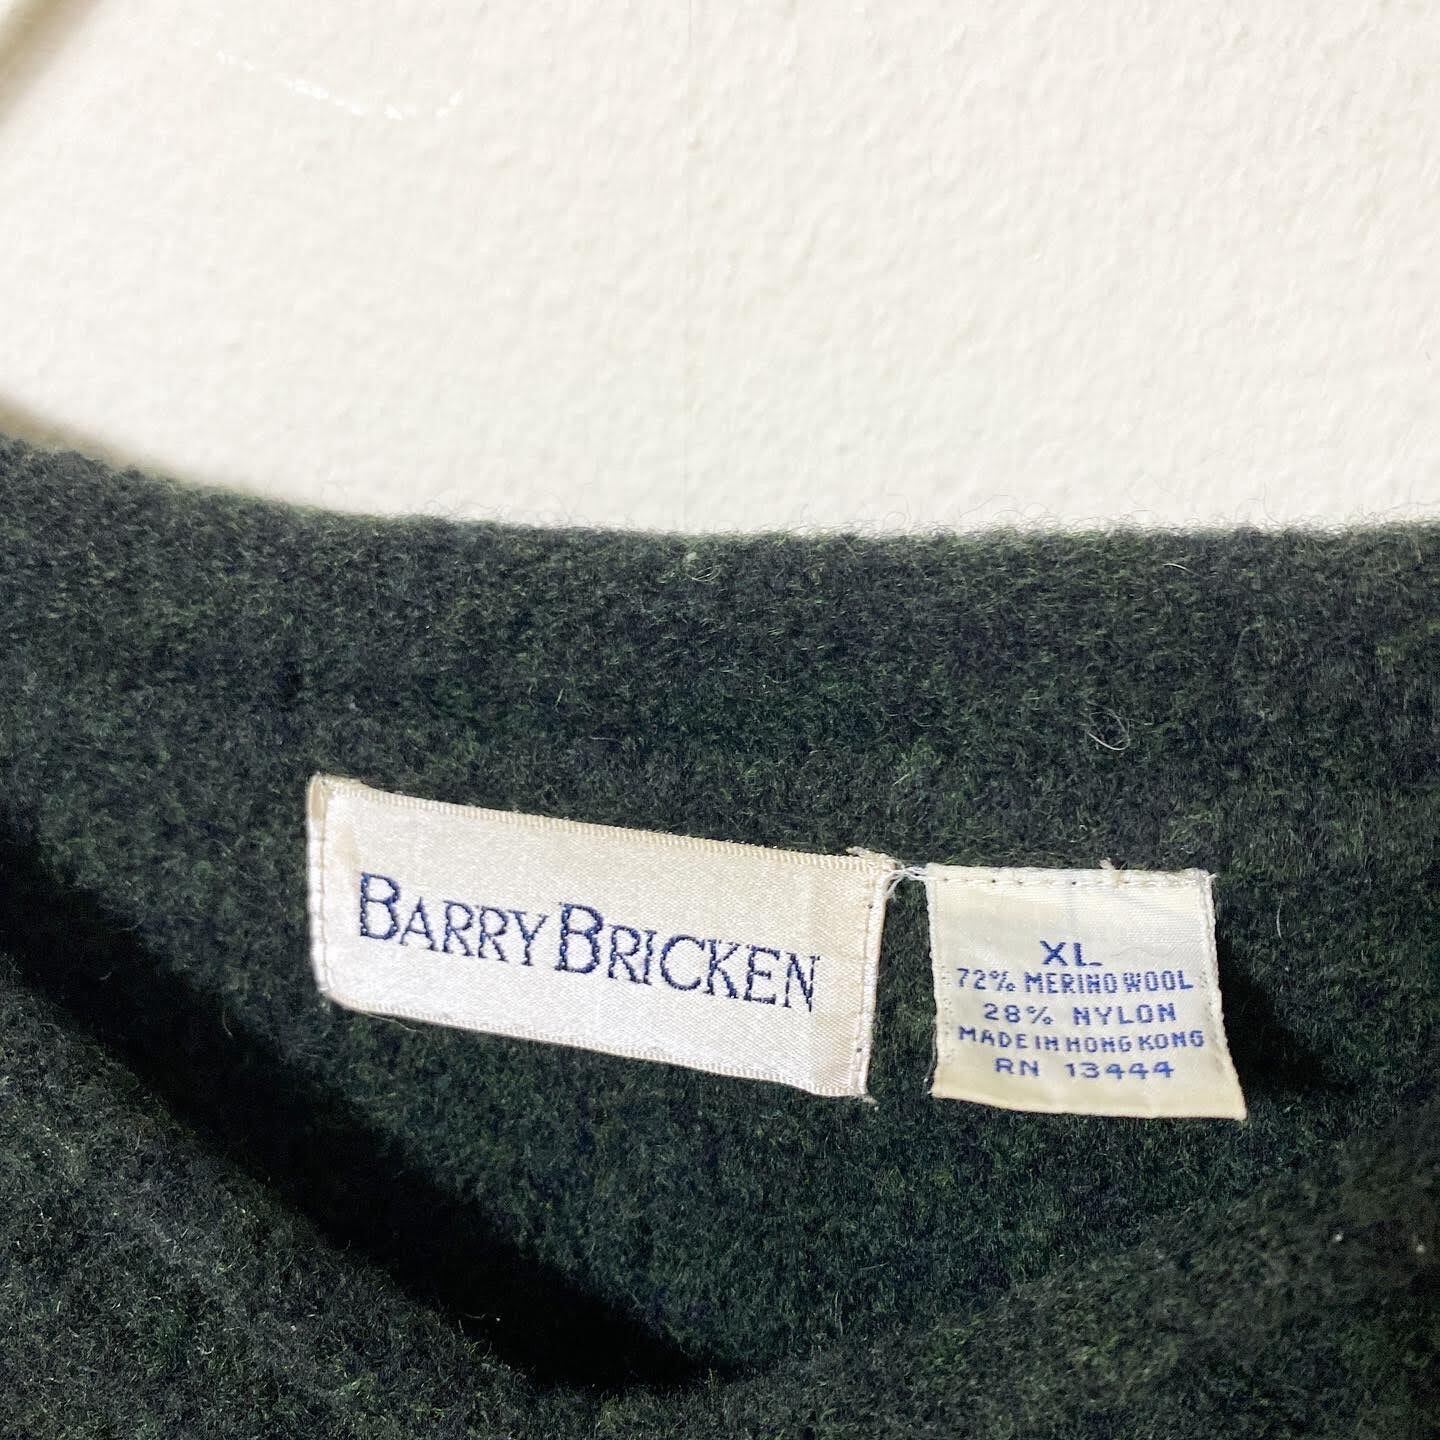 BARRY BRICKEN
XL
72% MERINO WOOL
28% NYLON
MADE IN HONG KONG
RN 13444